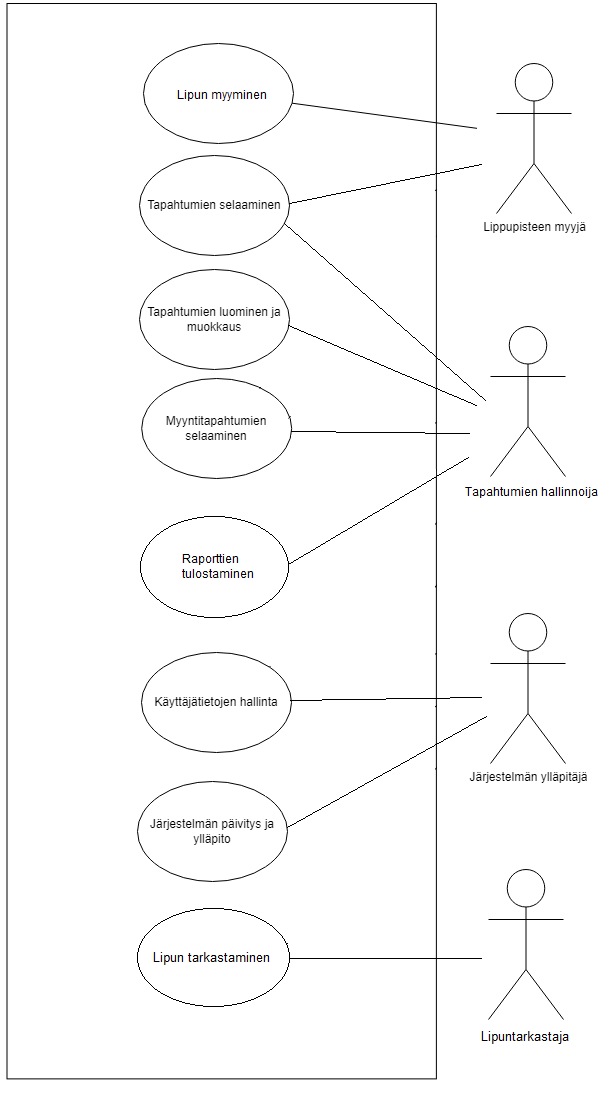 Lipun myyminen
Lippupisteen myyjä
Tapahtumien selaaminen
Tapahtumien luominen ja
muokkaus
Myyntitapahtumien
selaaminen
Tapahtumien hallinnoija
Raporttien
tulostaminen
Käyttäjätietojen hallinta
Järjestelmän ylläpitäjä
Järjestelmän päivitys ja
ylläpito
Lipun tarkastaminen
Lipuntarkastaja